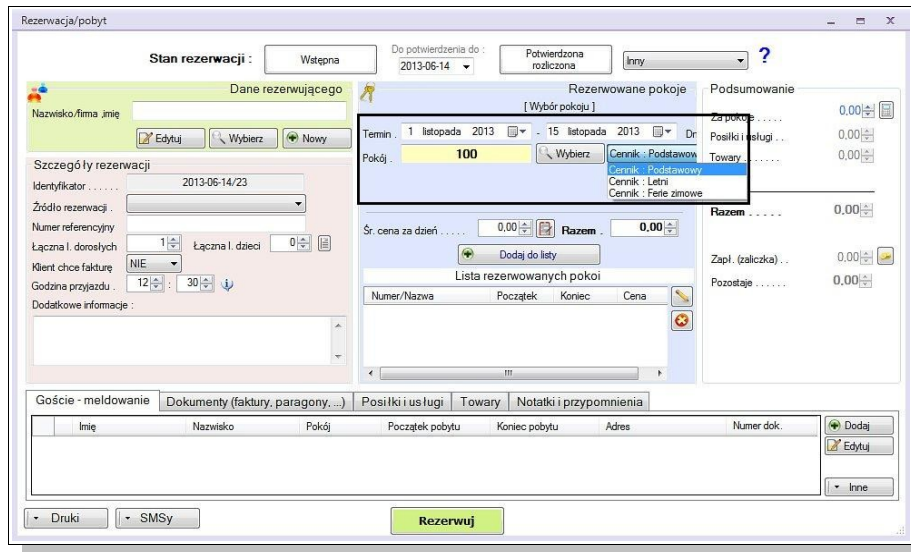 Rezerwacja/pobyt
Stan rezerwacji :
Wstępna
Do potwierdzenia do :
2013-06-14
Potwierdzona
rozliczona
Inny
?
Dane rezerwującego
Nazwisko/firma ,imię
Edytuj
Wybierz
Nowy
Szczegóły rezerwacji
Identyfikator . . . . . .
2013-06-14/23
Źródło rezerwacji .
Numer referencyjny
Łączna l. dorosłych
1
Łączna l. dzieci
0
Klient chce fakturę
NIE
Godzina przyjazdu .
12 : 30
Dodatkowe informacje :
Rezerwowane pokoje
[ Wybór pokoju ]
Termin . 1 listopada 2013 - 15 listopada 2013
Pokój . 100
Wybierz
Cennik : Podstawow
Cennik : Podstawowy
Cennik : Letni
Cennik : Ferie zimowe
Śr. cena za dzień . . . . . 0,00 Razem . 0,00
Dodaj do listy
Lista rezerwowanych pokoi
Numer/Nazwa Początek Koniec Cena
Podsumowanie
Za pokoje . . . . . 0,00
Posiłki i usługi . . 0,00
Towary . . . . . . . 0,00
Razem . . . . . 0,00
Zapł. (zaliczka) . . 0,00
Pozostaje . . . . . . 0,00
Goście - meldowanie Dokumenty (faktury, paragony, ...) Posiłki i usługi Towary Notatki i przypomnienia
Imię Nazwisko Pokój Początek pobytu Koniec pobytu Adres Numer dok.
Dodaj
Edytuj
Inne
Druki
SMSy
Rezerwuj